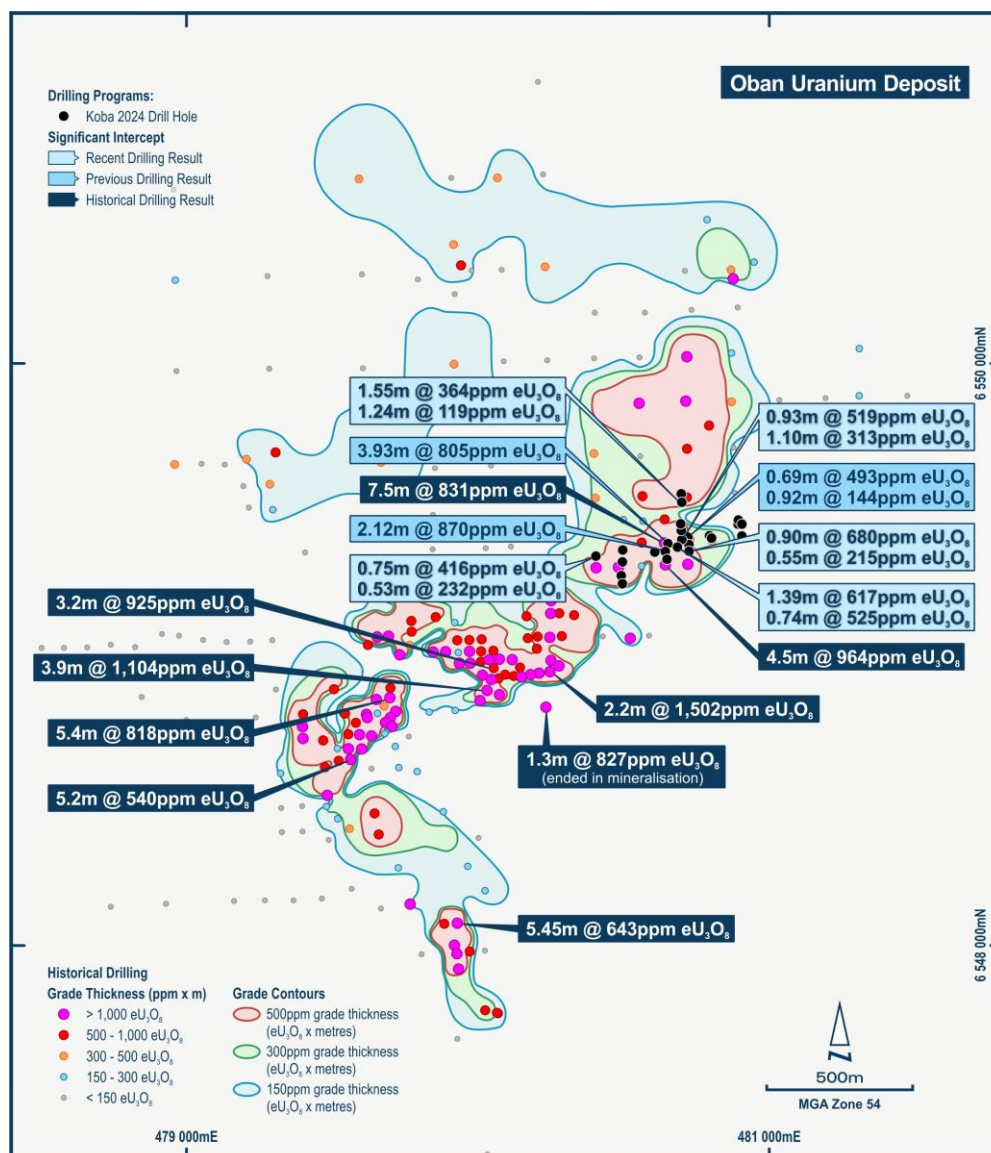 Oban Uranium Deposit
Drilling Programs:
Koba 2024 Drill Hole
Significant Intercept
Recent Drilling Result
Previous Drilling Result
Historical Drilling Result
6 550 000mN
1.55m @ 364ppm eU₃O₈
1.24m @ 119ppm eU₃O₈
3.93m @ 805ppm eU₃O₈
7.5m @ 831ppm eU₃O₈
2.12m @ 870ppm eU₃O₈
0.75m @ 416ppm eU₃O₈
0.53m @ 232ppm eU₃O₈
0.93m @ 519ppm eU₃O₈
1.10m @ 313ppm eU₃O₈
0.69m @ 493ppm eU₃O₈
0.92m @ 144ppm eU₃O₈
0.90m @ 680ppm eU₃O₈
0.55m @ 215ppm eU₃O₈
1.39m @ 617ppm eU₃O₈
0.74m @ 525ppm eU₃O₈
4.5m @ 964ppm eU₃O₈
3.2m @ 925ppm eU₃O₈
3.9m @ 1,104ppm eU₃O₈
5.4m @ 818ppm eU₃O₈
5.2m @ 540ppm eU₃O₈
2.2m @ 1,502ppm eU₃O₈
1.3m @ 827ppm eU₃O₈
(ended in mineralisation)
5.45m @ 643ppm eU₃O₈
6 548 000mN
Historical Drilling
Grade Thickness (ppm x m)
> 1,000 eU₃O₈
500 - 1,000 eU₃O₈
300 - 500 eU₃O₈
150 - 300 eU₃O₈
< 150 eU₃O₈
Grade Contours
500ppm grade thickness
(eU₃O₈ x metres)
300ppm grade thickness
(eU₃O₈ x metres)
150ppm grade thickness
(eU₃O₈ x metres)
N
500m
MGA Zone 54
479 000mE
481 000mE